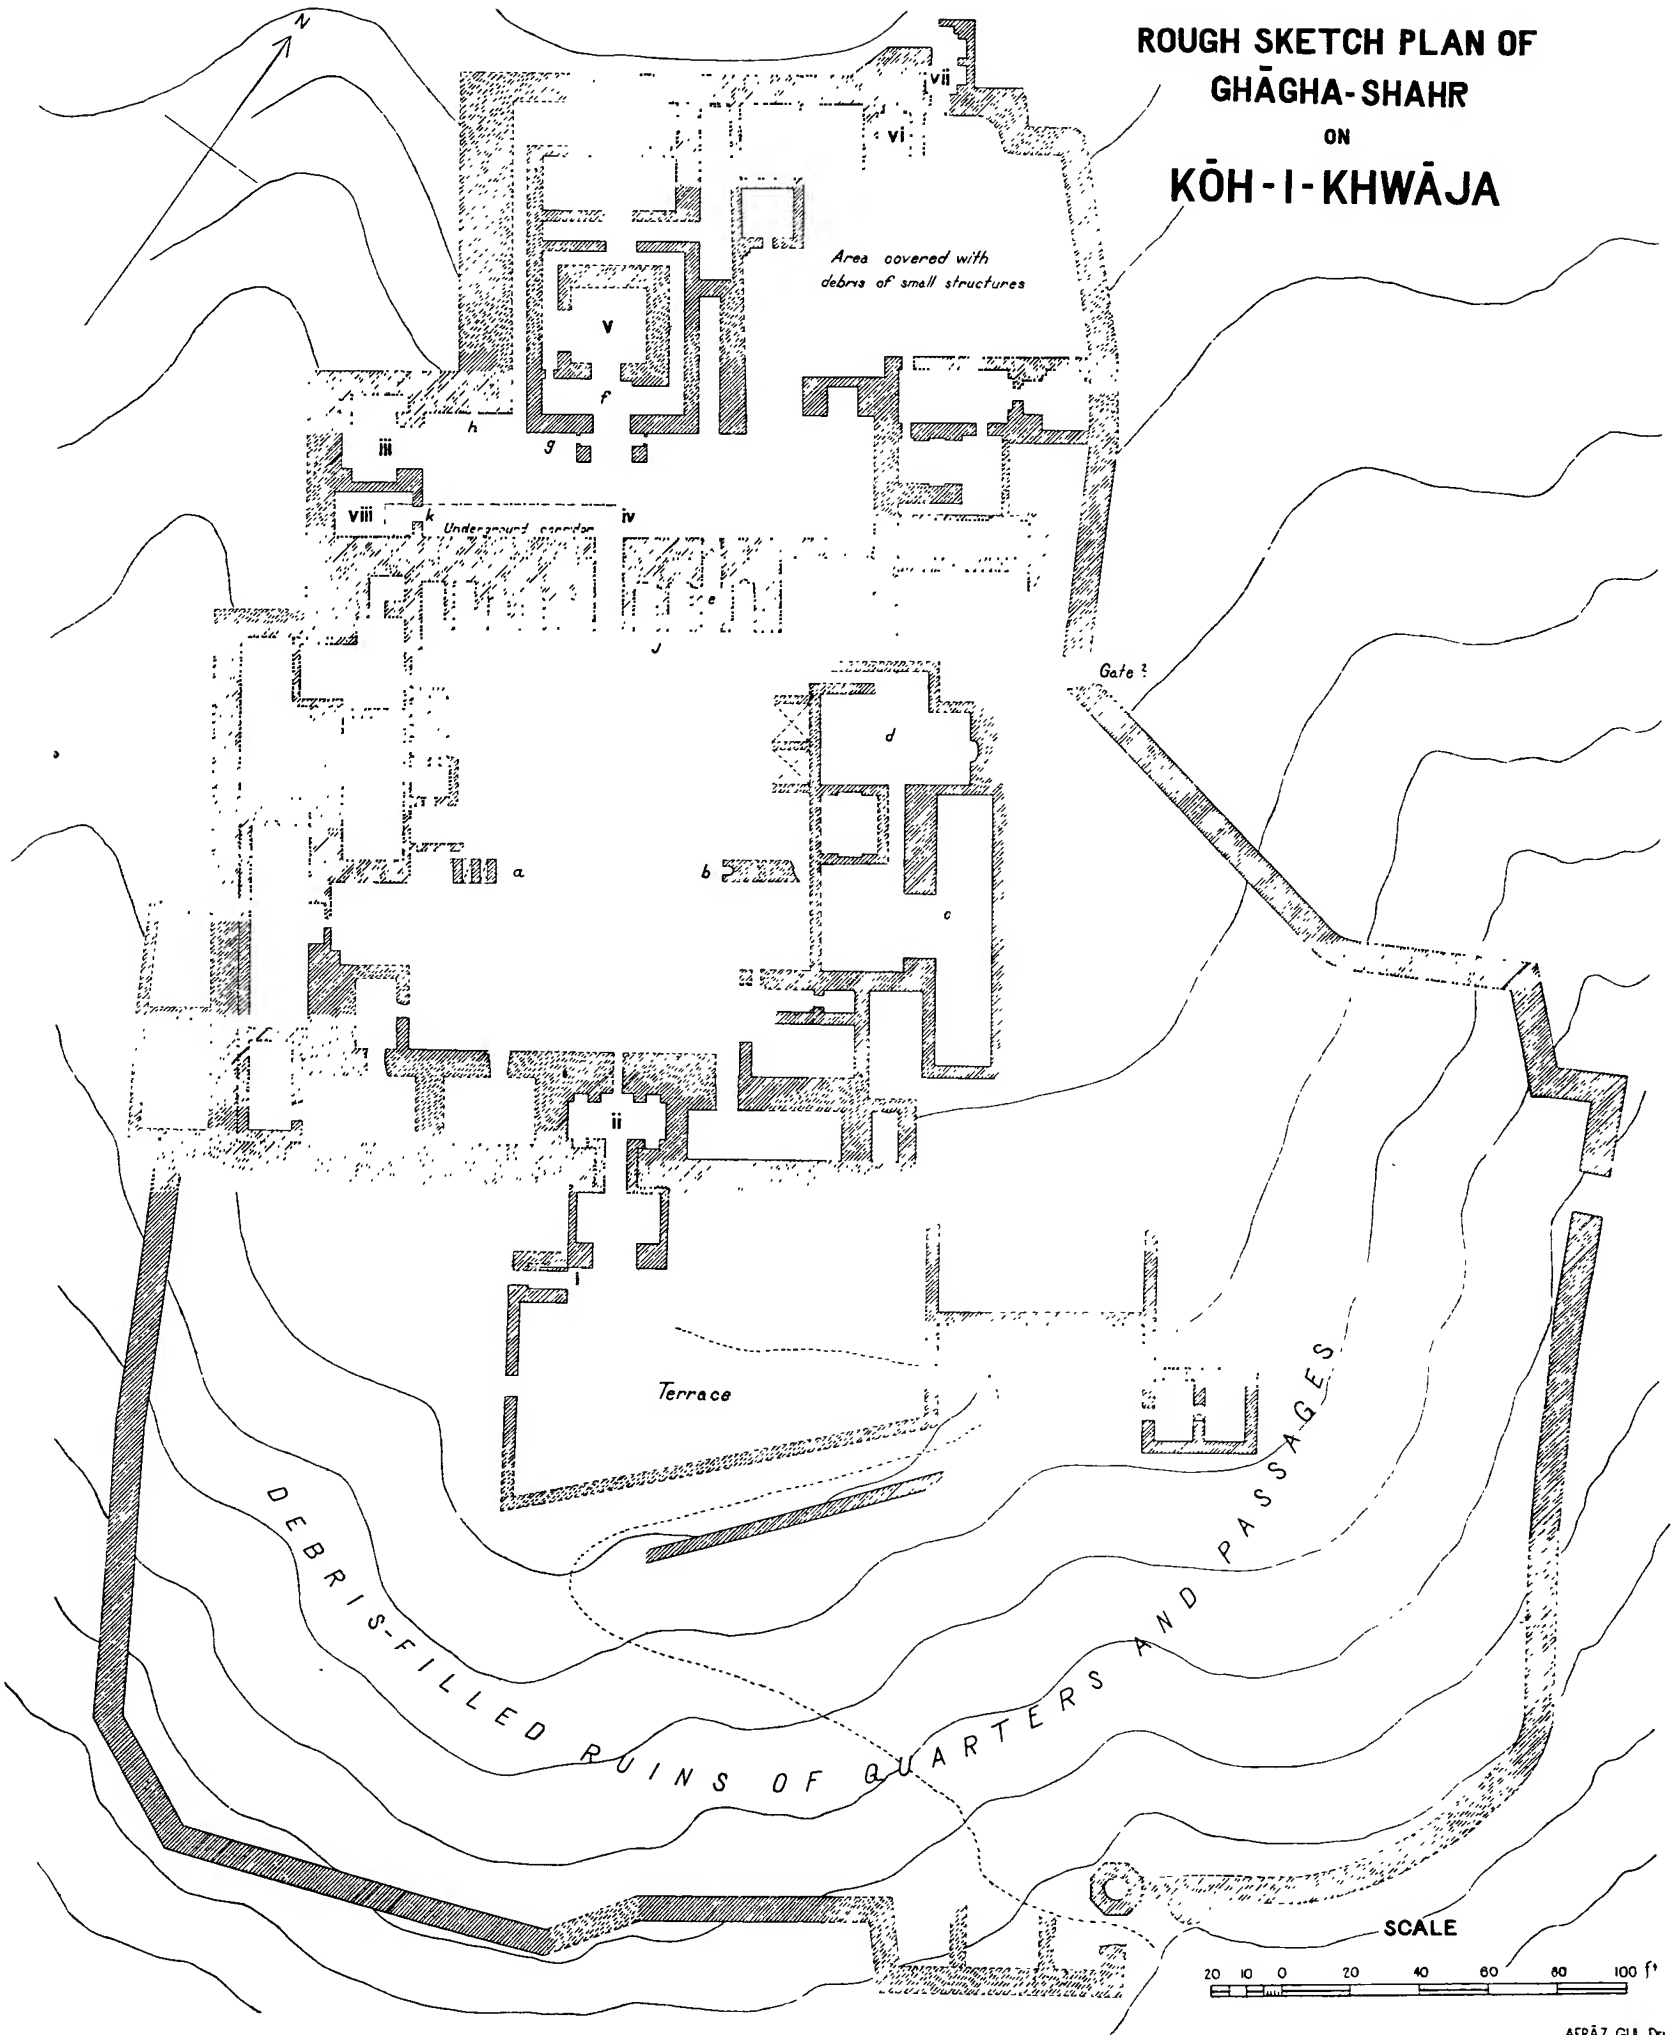 ROUGH SKETCH PLAN OF
GHĀGHA-SHAHR
ON
KŌH-I-KHWĀJA
N
vii
vi
Area covered with
debris of small structures
v
f
h
g
iii
viii
k
iv
Underground corridor
e
j
Gate?
d
a
b
c
ii
i
Terrace
DEBRIS-FILLED RUINS OF QUARTERS AND PASSAGES
SCALE
20 10 0 20 40 60 80 100 ft
AFRĀZ GUL